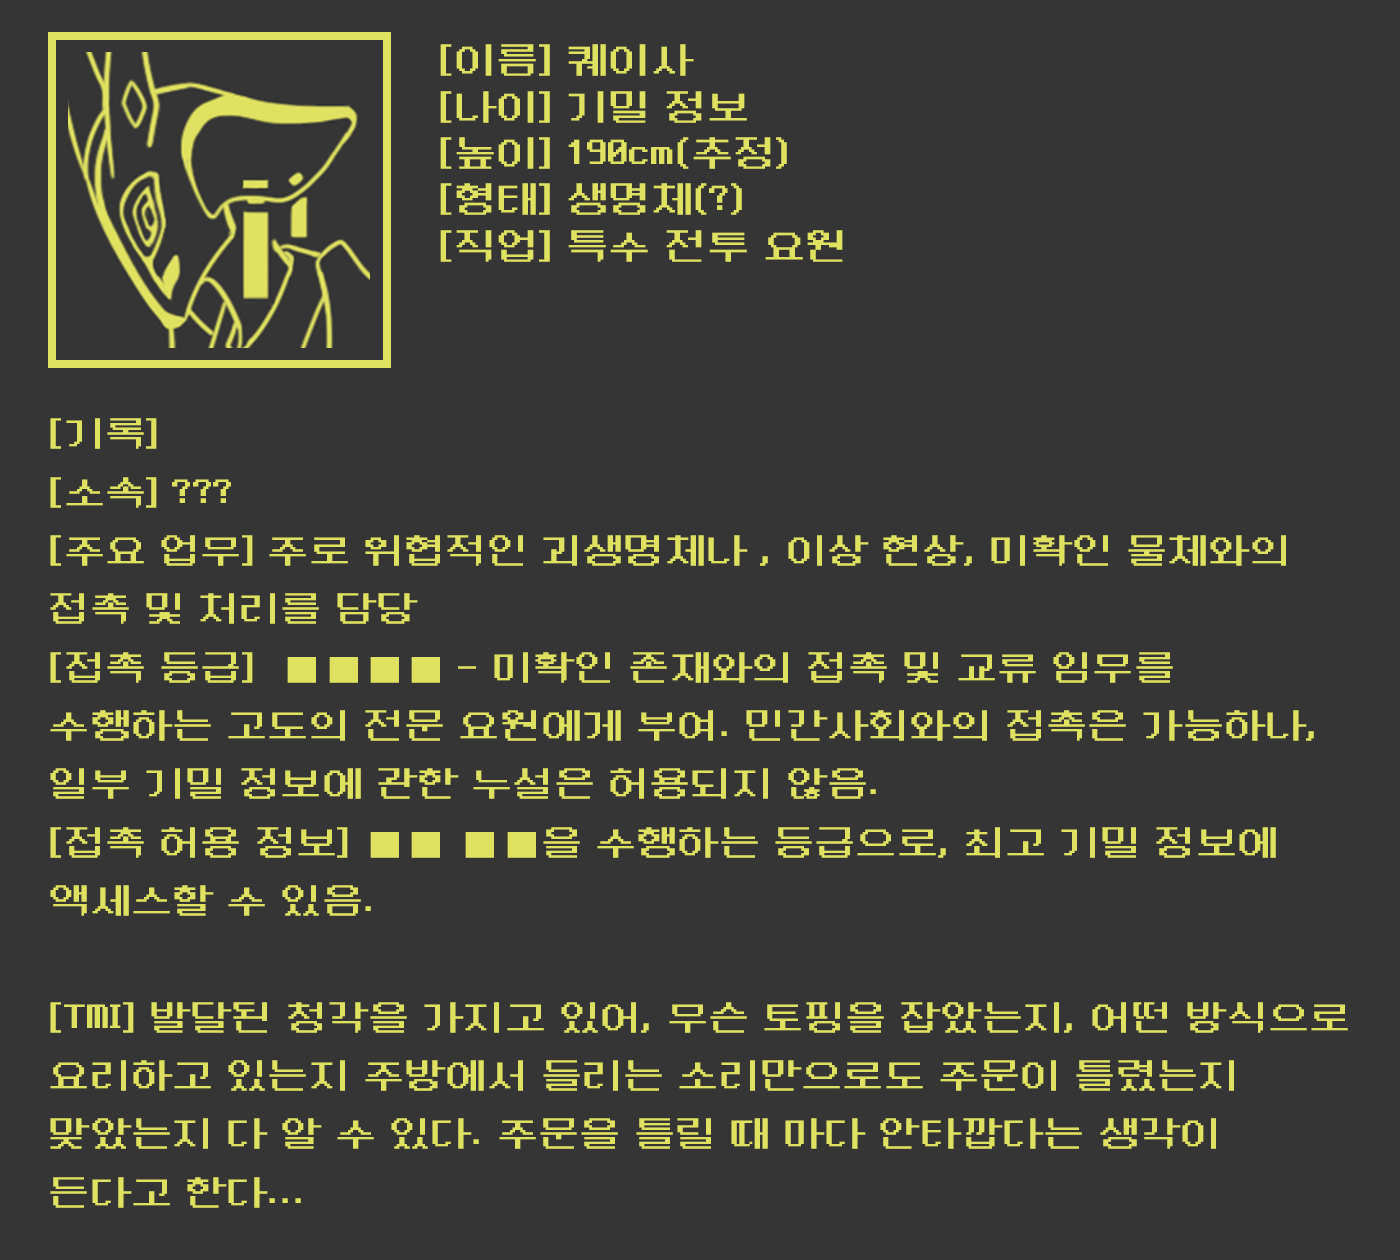 [이름] 퀘이사
[나이] 기밀 정보
[높이] 190cm(추정)
[형태] 생명체(?)
[직업] 특수 전투 요원
[기록]
[소속] ???
[주요 업무] 주로 위협적인 괴생명체나 , 이상 현상, 미확인 물체와의
접촉 및 처리를 담당
[접촉 등급] ■■■■ - 미확인 존재와의 접촉 및 교류 임무를
수행하는 고도의 전문 요원에게 부여. 민간사회와의 접촉은 가능하나,
일부 기밀 정보에 관한 누설은 허용되지 않음.
[접촉 허용 정보] ■■ ■■을 수행하는 등급으로, 최고 기밀 정보에
액세스할 수 있음.
[TMI] 발달된 청각을 가지고 있어, 무슨 토핑을 잡았는지, 어떤 방식으로
요리하고 있는지 주방에서 들리는 소리만으로도 주문이 틀렸는지
맞았는지 다 알 수 있다. 주문을 틀릴 때 마다 안타깝다는 생각이
든다고 한다...